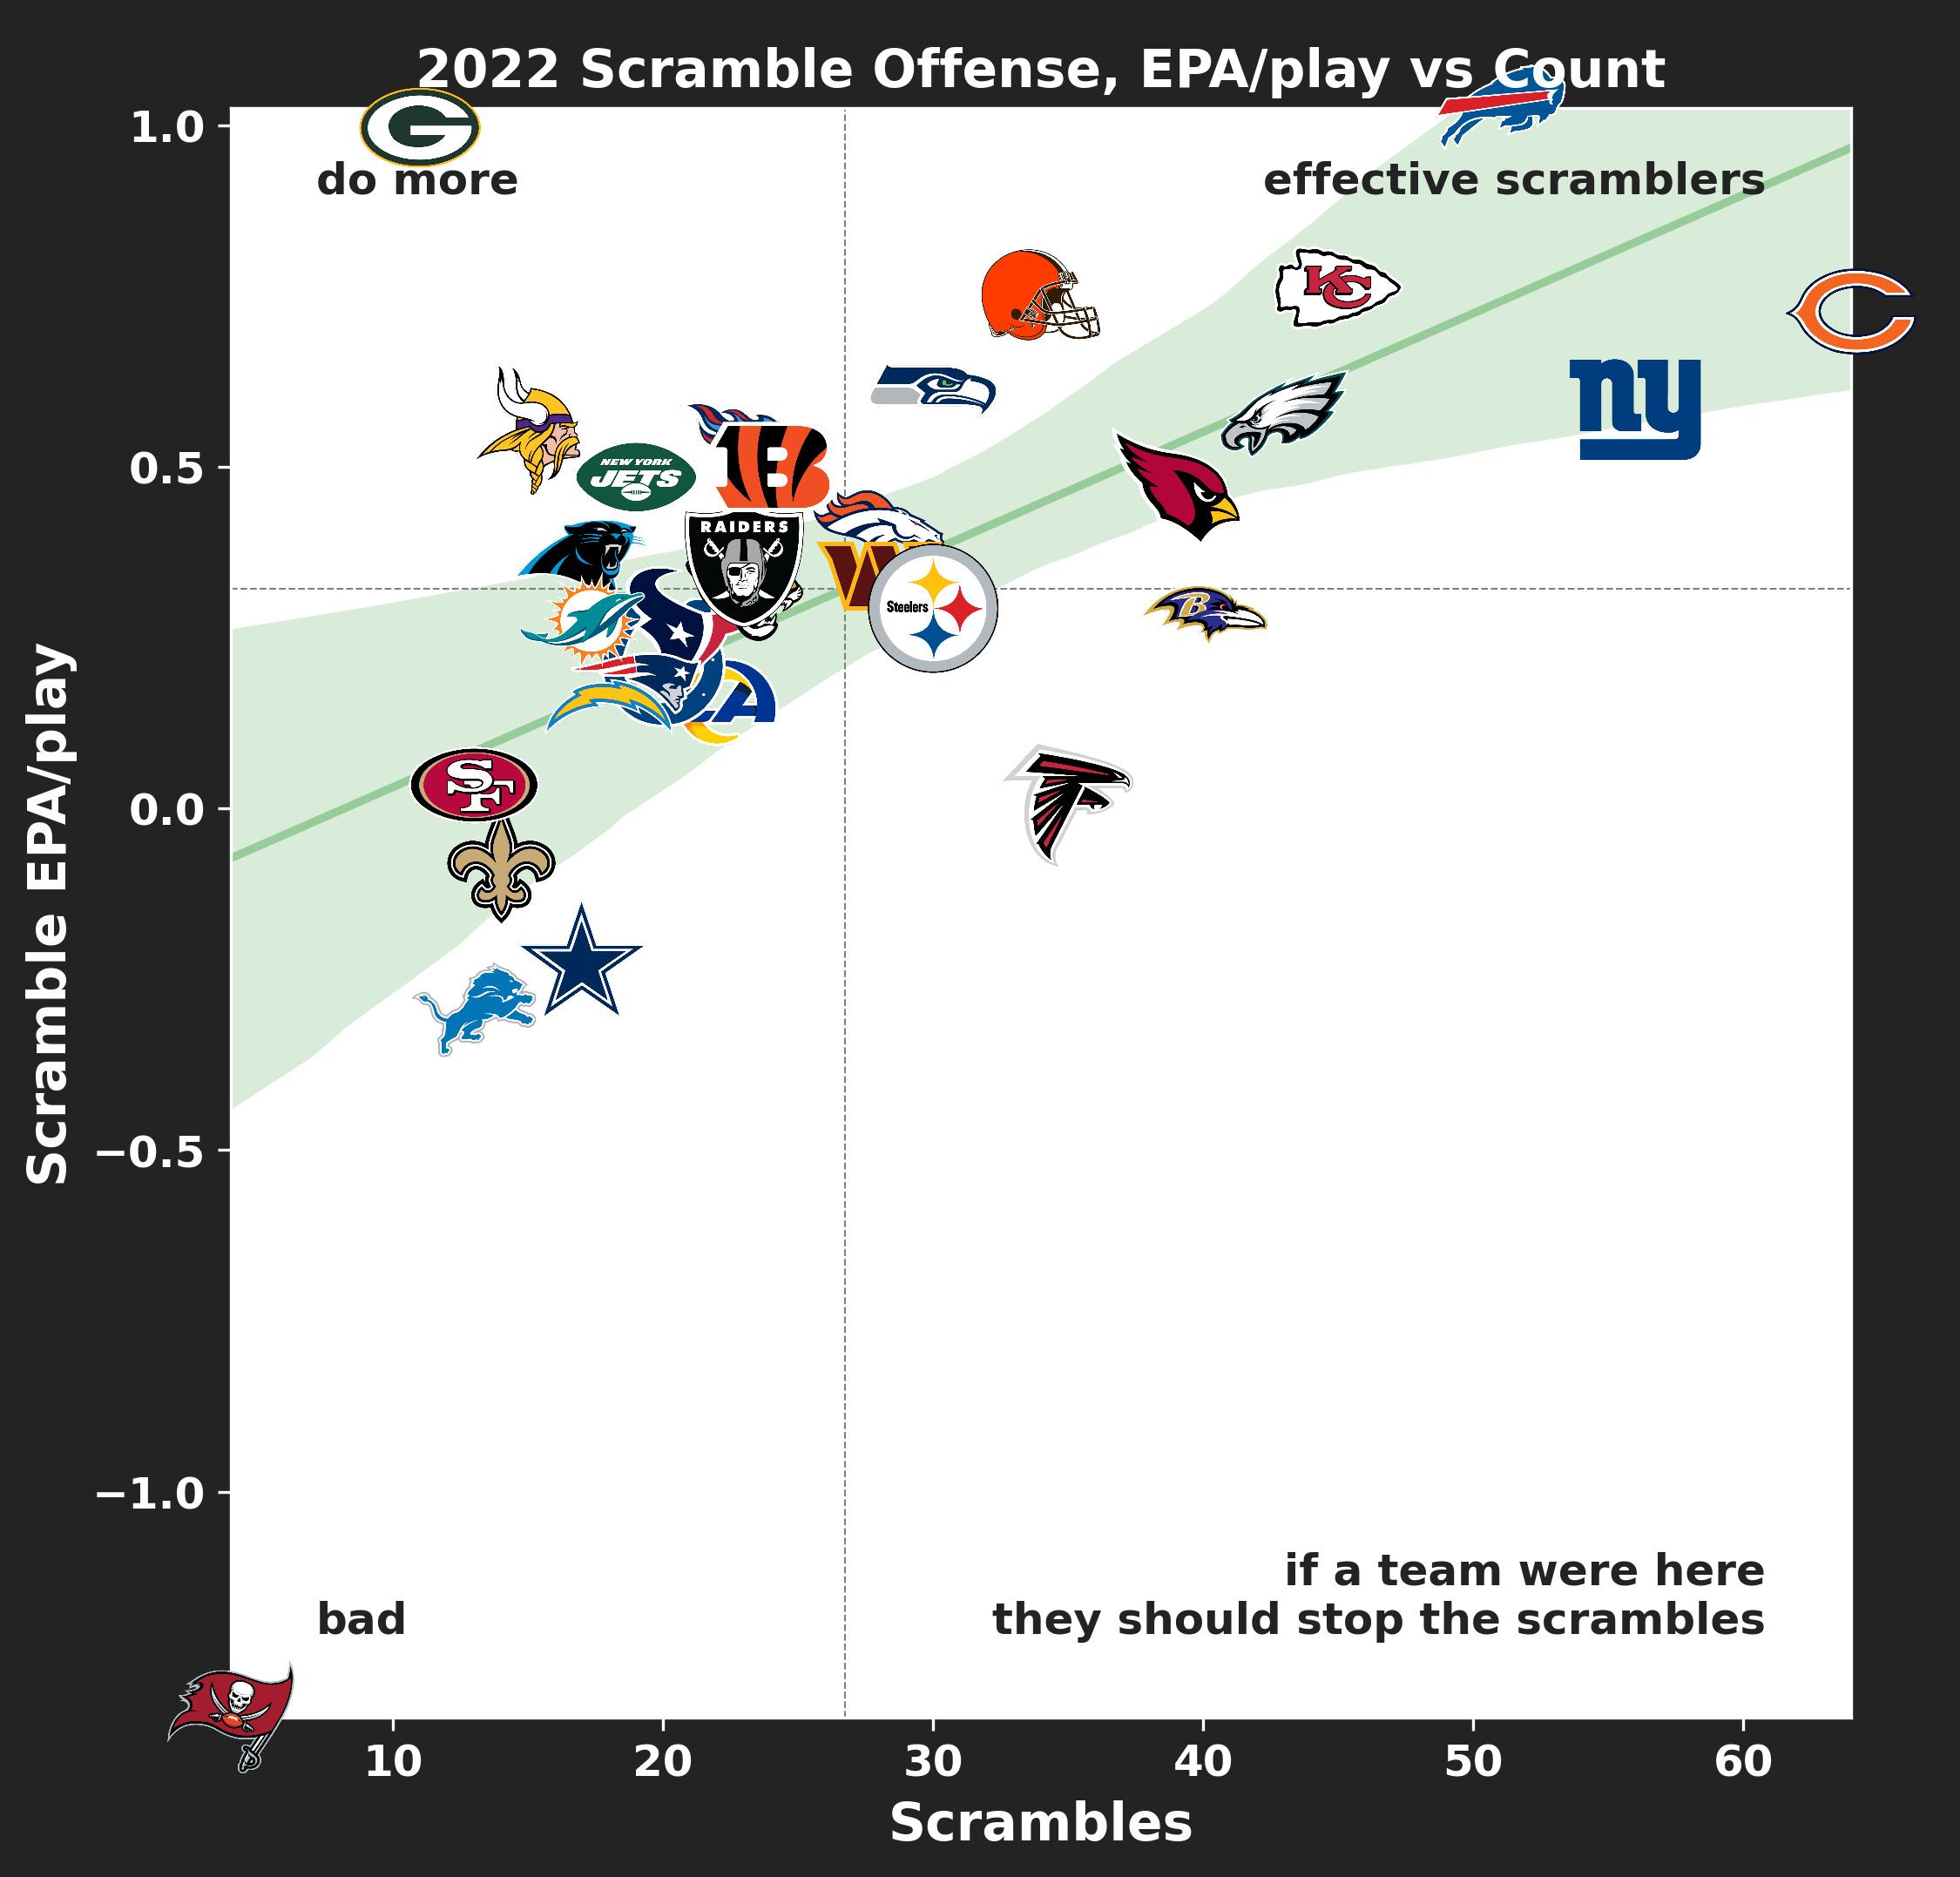 2022 Scramble Offense, EPA/play vs Count
1.0
0.5
0.0
−0.5
−1.0
Scramble EPA/play
do more
effective scramblers
G
KC
C
ny
NEW YORK
JETS
B
RAIDERS
W
Steelers
B
A
SF
bad
if a team were here
they should stop the scrambles
10
20
30
40
50
60
Scrambles